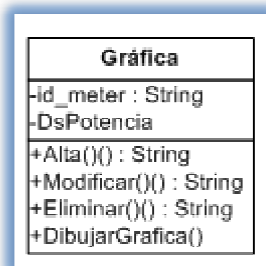 Gráfica
-id_meter : String
-DsPotencia
+Alta()() : String
+Modificar()() : String
+Eliminar()() : String
+DibujarGrafica()